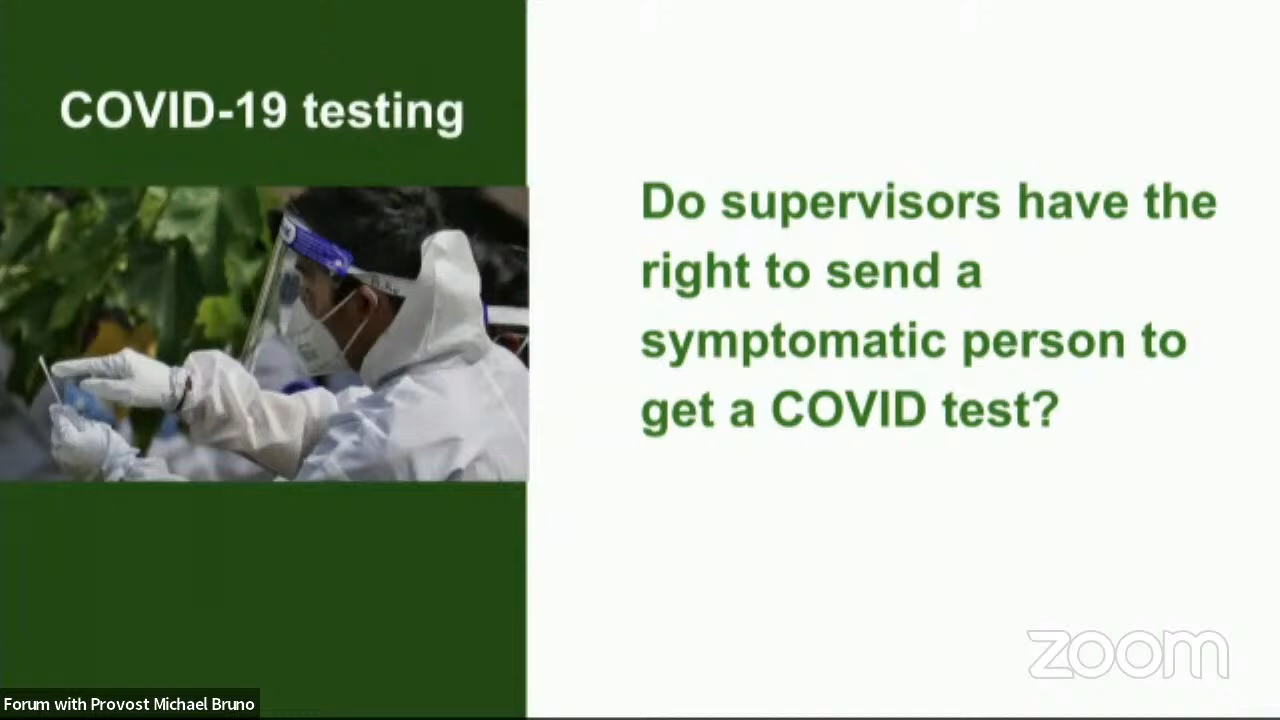 COVID-19 testing
Do supervisors have the
right to send a
symptomatic person to
get a COVID test?
zoom
Forum with Provost Michael Bruno